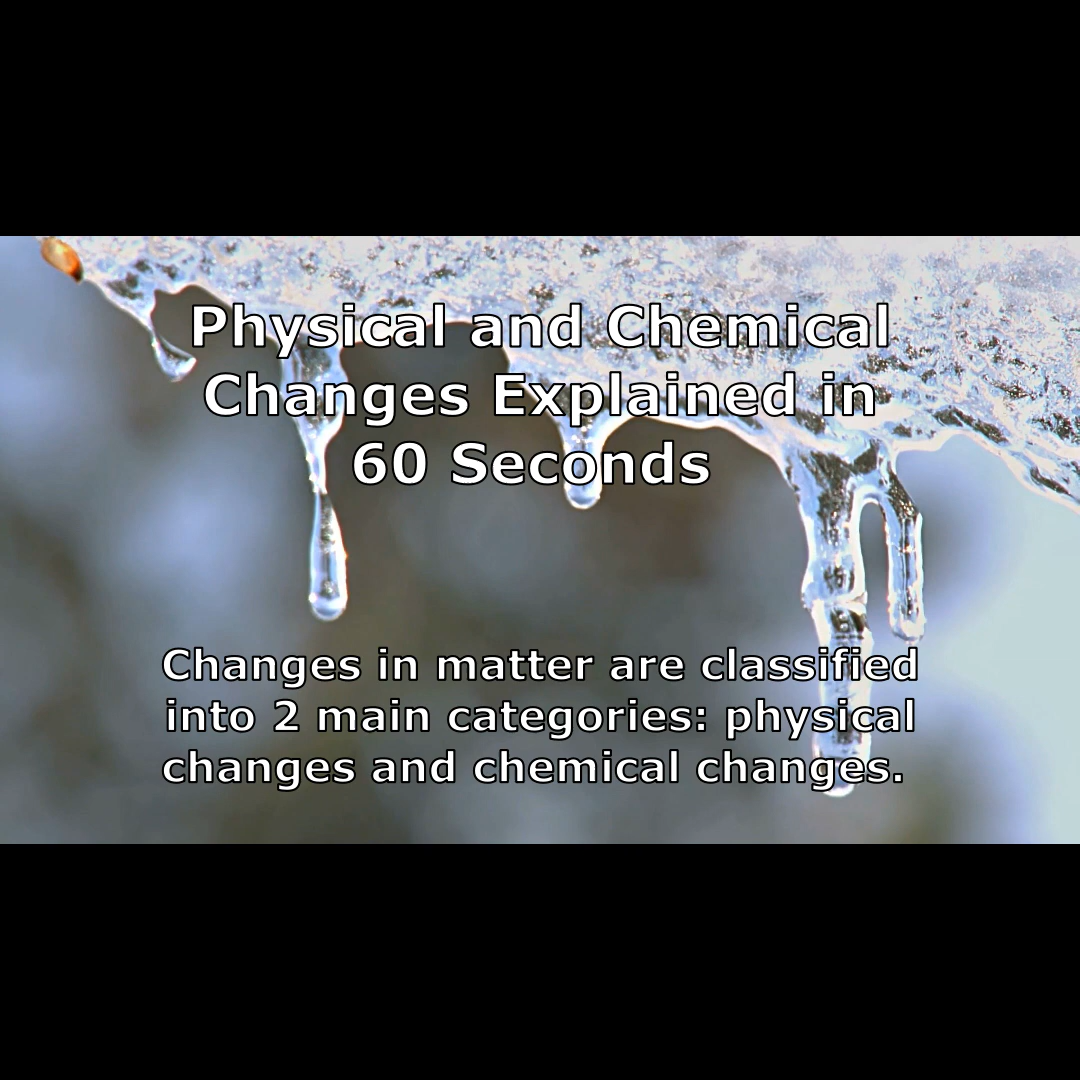 Physical and Chemical
Changes Explained in
60 Seconds
Changes in matter are classified
into 2 main categories: physical
changes and chemical changes.